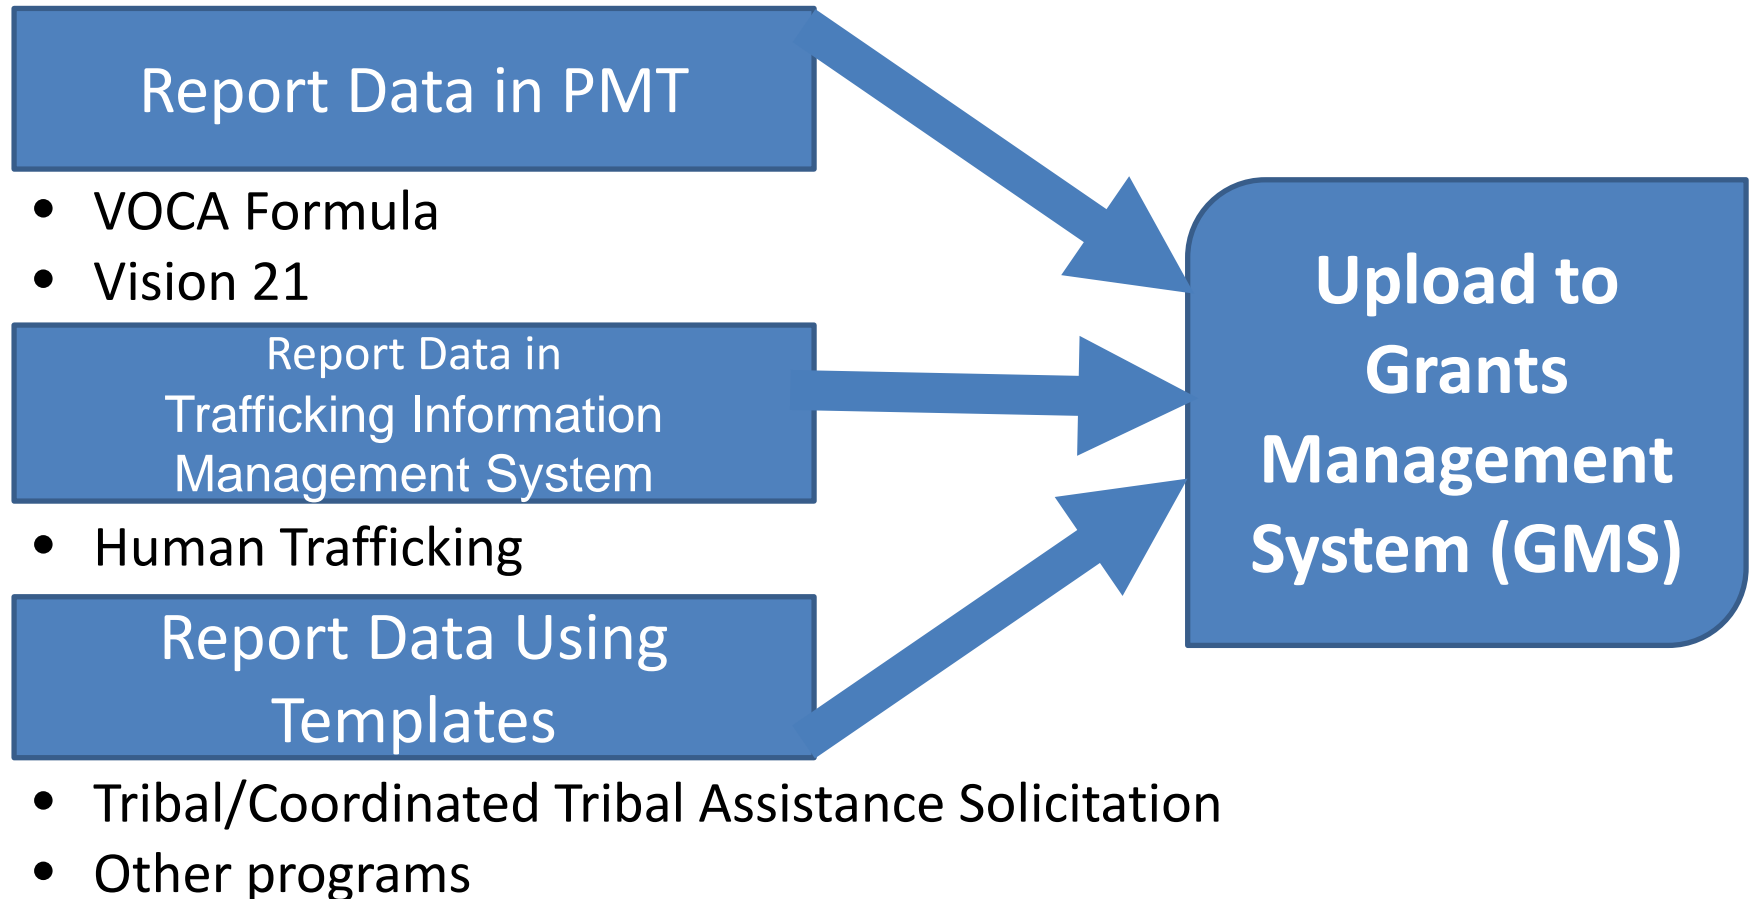 Report Data in PMT
• VOCA Formula
• Vision 21
Report Data in
Trafficking Information
Management System
• Human Trafficking
Report Data Using
Templates
• Tribal/Coordinated Tribal Assistance Solicitation
• Other programs
Upload to
Grants
Management
System (GMS)